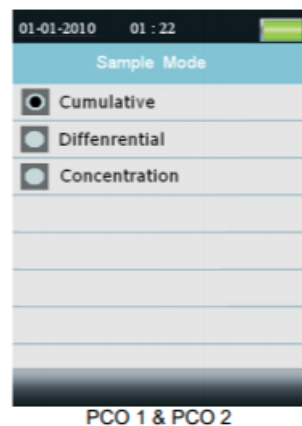 01-01-2010 01 : 22
Sample Mode
Cumulative
Diffenrential
Concentration
PCO 1 & PCO 2